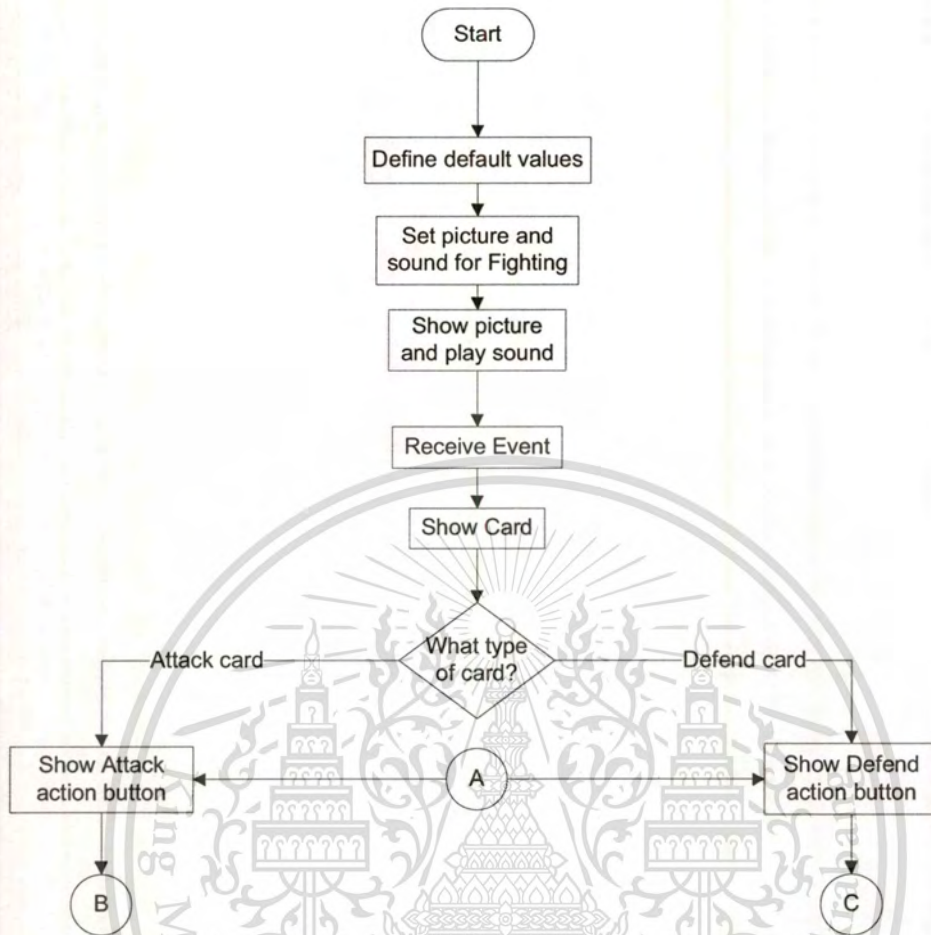 Start
Define default values
Set picture and
sound for Fighting
Show picture
and play sound
Receive Event
Show Card
What type
of card?
Attack card
Defend card
Show Attack
action button
A
Show Defend
action button
B
C
King M